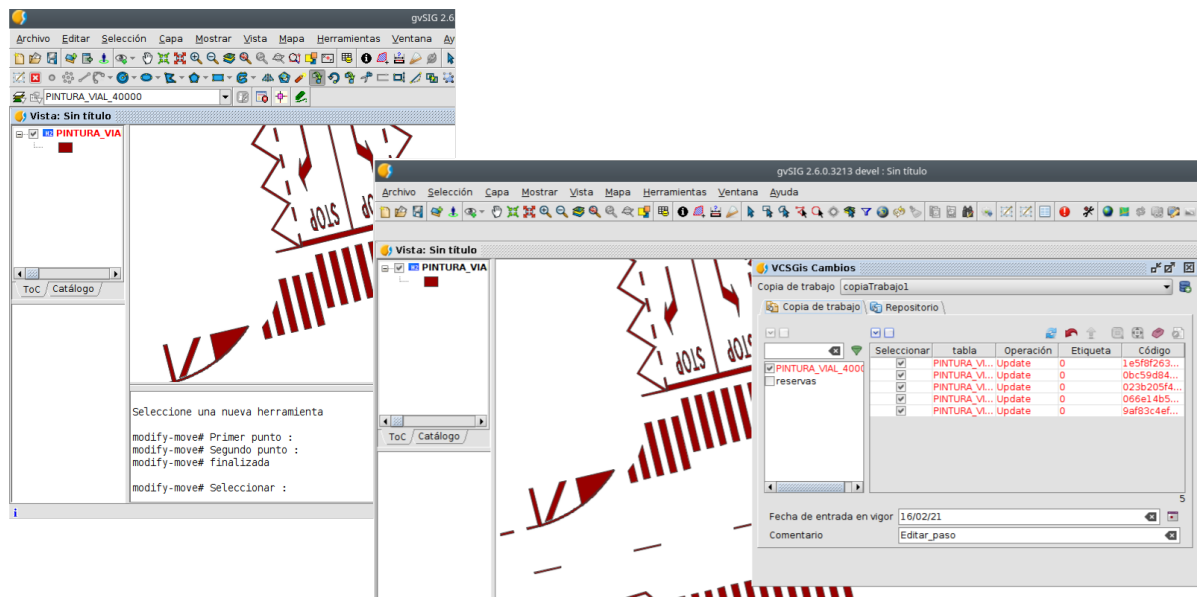 gvSIG 2.6
Archivo Editar Selección Capa Mostrar Vista Mapa Herramientas Ventana Ay
PINTURA_VIAL_40000
Vista: Sin título
PINTURA_VIA
STOP
ToC Catálogo
Seleccione una nueva herramienta
modify-move# Primer punto :
modify-move# Segundo punto :
modify-move# finalizada
modify-move# Seleccionar :
gvSIG 2.6.0.3213 devel : Sin título
Archivo Selección Capa Mostrar Vista Mapa Herramientas Ventana Ayuda
Vista: Sin título
PINTURA_VIA
STOP
ToC Catálogo
VCSGis Cambios
Copia de trabajo copiaTrabajo1
Copia de trabajo Repositorio
Seleccionar tabla Operación Etiqueta Código
PINTURA_VIAL_4000
reservas
PINTURA_VI... Update 0 1e5f8f263...
PINTURA_VI... Update 0 0bc59d84...
PINTURA_VI... Update 0 023b205f4...
PINTURA_VI... Update 0 066e14b5...
PINTURA_VI... Update 0 9af83c4ef...
5
Fecha de entrada en vigor 16/02/21
Comentario Editar_paso